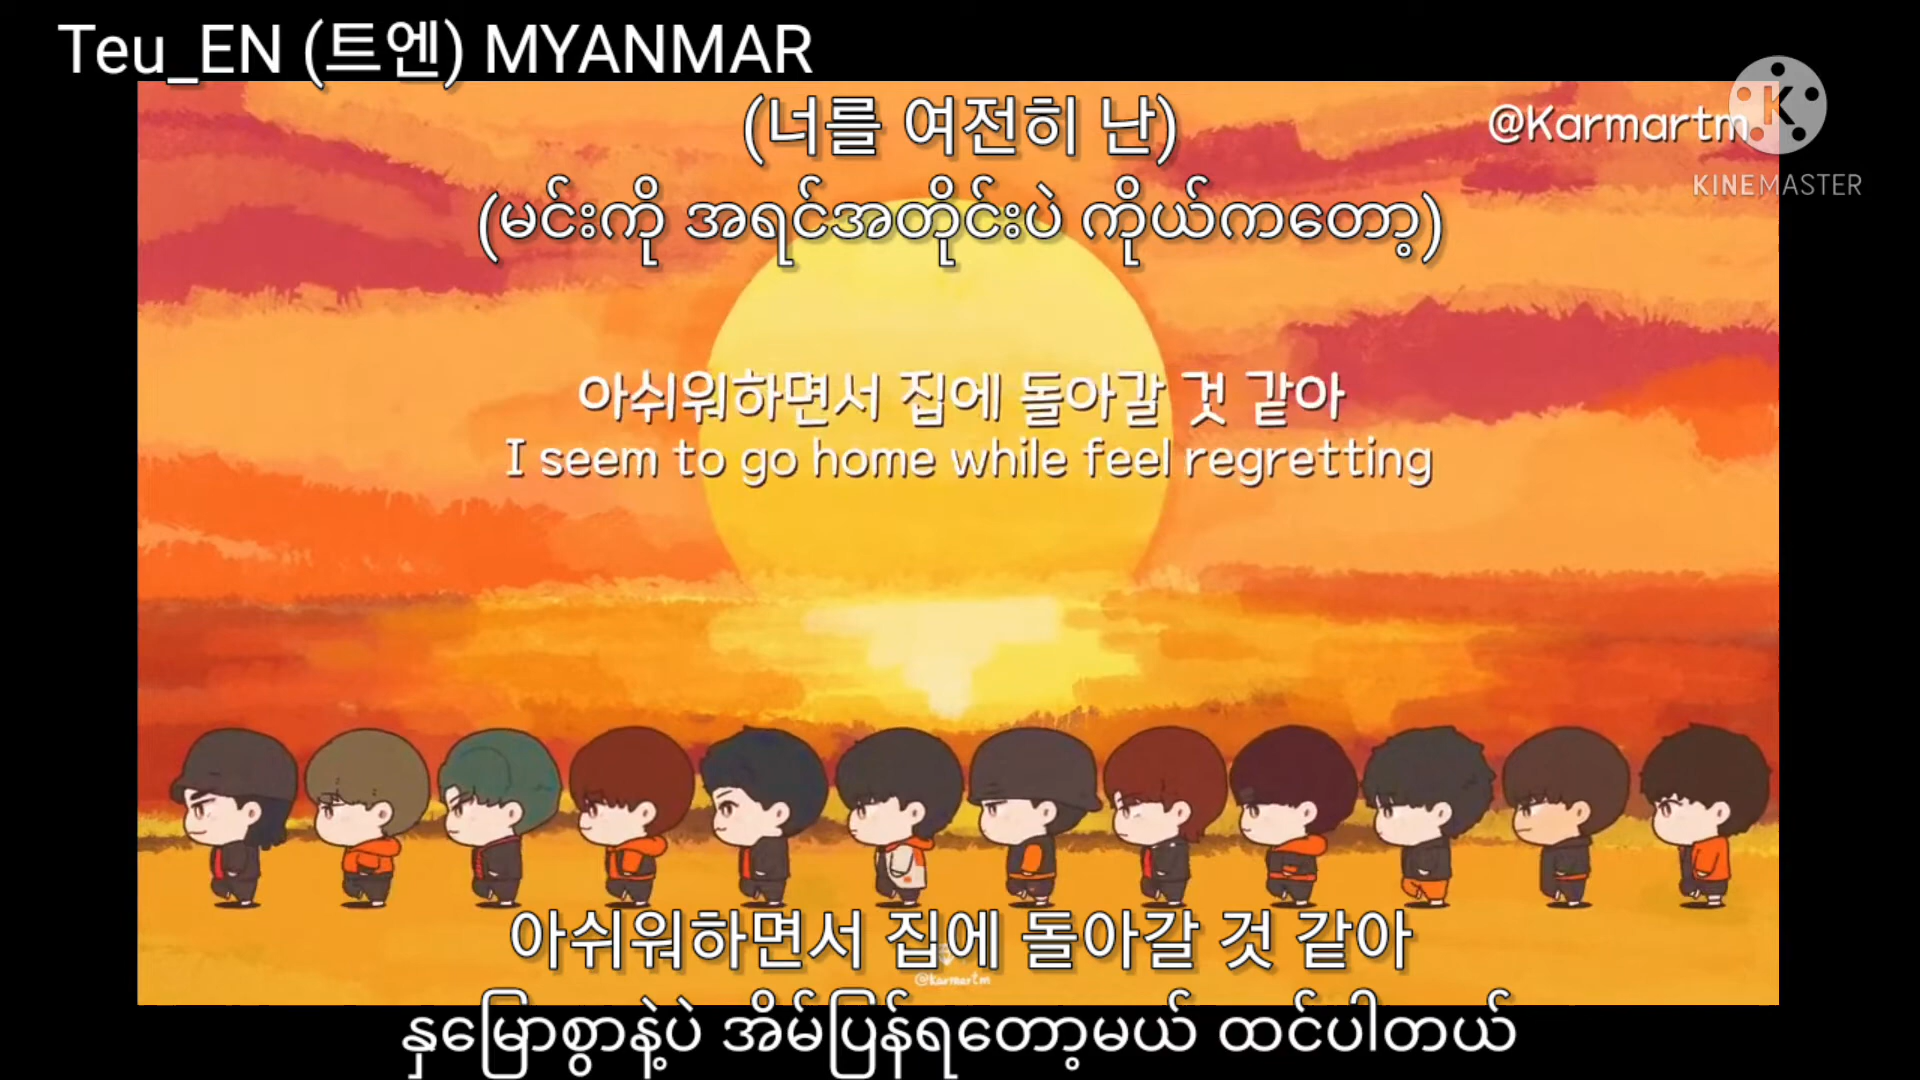 Teu_EN (트엔) MYANMAR
(너를 여전히 난)
@Karmartm
K
KINEMASTER
(မင်းကို အရင်အတိုင်းပဲ ကိုယ်ကတော့)
아쉬워하면서 집에 돌아갈 것 같아
I seem to go home while feel regretting
아쉬워하면서 집에 돌아갈 것 같아
@karmartm
နှမြောစွာနဲ့ပဲ အိမ်ပြန်ရတော့မယ် ထင်ပါတယ်